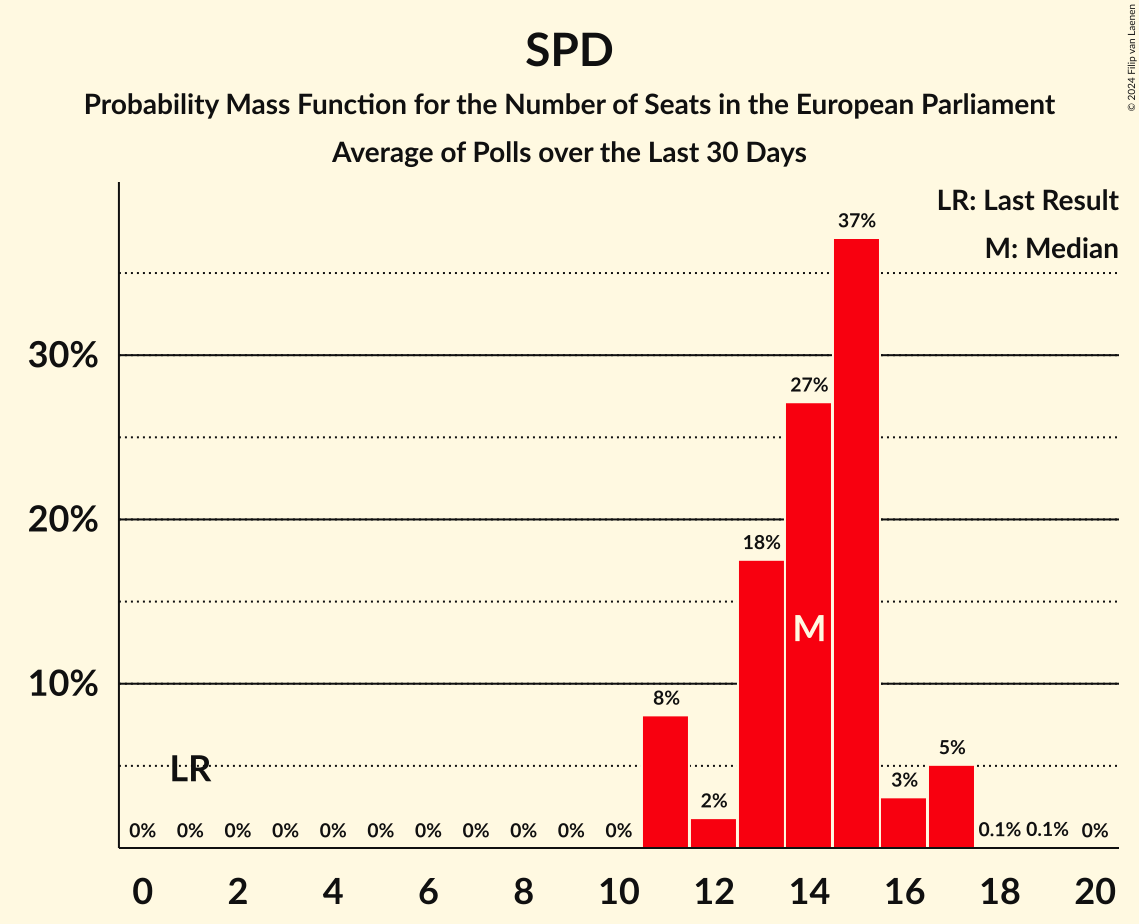 SPD
Probability Mass Function for the Number of Seats in the European Parliament
Average of Polls over the Last 30 Days
© 2024 Filip van Laenen
LR: Last Result
M: Median
30%
20%
10%
LR
M
0% 0% 0% 0% 0% 0% 0% 0% 0% 0% 0% 8% 2% 18% 27% 37% 3% 5% 0.1% 0.1% 0%
0 2 4 6 8 10 12 14 16 18 20